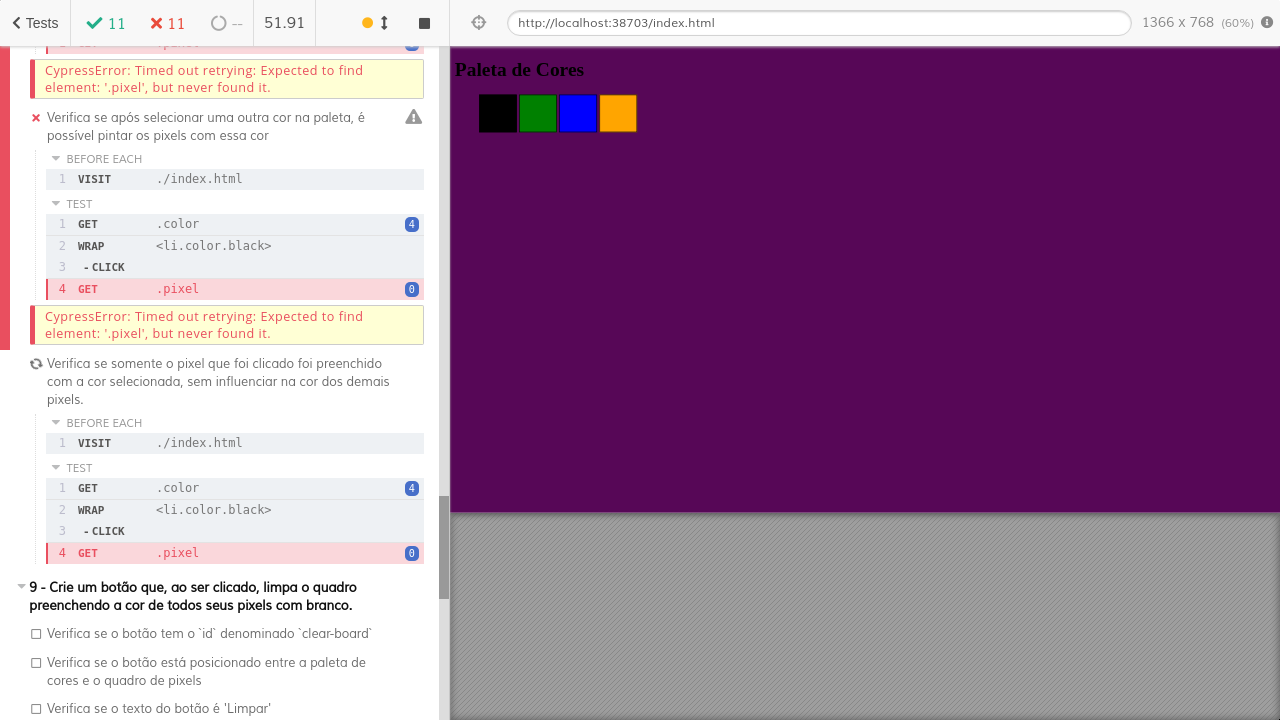 Tests 11 11 -- 51.91 http://localhost:38703/index.html 1366 x 768 (60%)
CypressError: Timed out retrying: Expected to find
element: '.pixel', but never found it.
Verifica se após selecionar uma outra cor na paleta, é
possível pintar os pixels com essa cor
BEFORE EACH
1 VISIT ./index.html
TEST
1 GET .color 4
2 WRAP <li.color.black>
3 - CLICK
4 GET .pixel 0
CypressError: Timed out retrying: Expected to find
element: '.pixel', but never found it.
Verifica se somente o pixel que foi clicado foi preenchido
com a cor selecionada, sem influenciar na cor dos demais
pixels.
BEFORE EACH
1 VISIT ./index.html
TEST
1 GET .color 4
2 WRAP <li.color.black>
3 - CLICK
4 GET .pixel 0
9 - Crie um botão que, ao ser clicado, limpa o quadro
preenchendo a cor de todos seus pixels com branco.
Verifica se o botão tem o `id` denominado `clear-board`
Verifica se o botão está posicionado entre a paleta de
cores e o quadro de pixels
Verifica se o texto do botão é 'Limpar'
Paleta de Cores